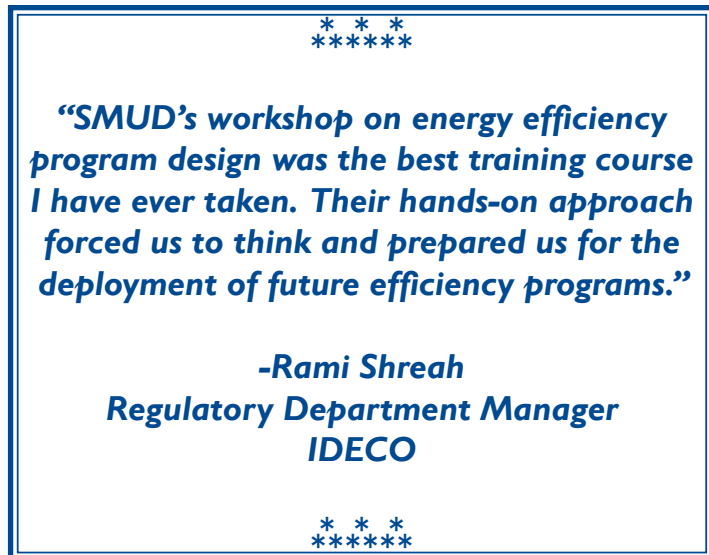 * * *
******
“SMUD’s workshop on energy efficiency
program design was the best training course
I have ever taken. Their hands-on approach
forced us to think and prepared us for the
deployment of future efficiency programs.”
-Rami Shreah
Regulatory Department Manager
IDECO
* * *
******